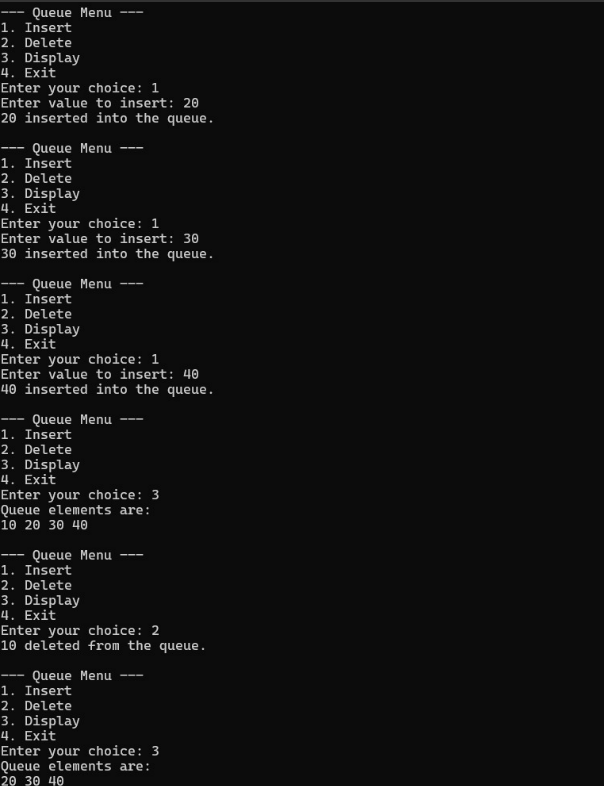 --- Queue Menu ---
1. Insert
2. Delete
3. Display
4. Exit
Enter your choice: 1
Enter value to insert: 20
20 inserted into the queue.
--- Queue Menu ---
1. Insert
2. Delete
3. Display
4. Exit
Enter your choice: 1
Enter value to insert: 30
30 inserted into the queue.
--- Queue Menu ---
1. Insert
2. Delete
3. Display
4. Exit
Enter your choice: 1
Enter value to insert: 40
40 inserted into the queue.
--- Queue Menu ---
1. Insert
2. Delete
3. Display
4. Exit
Enter your choice: 3
Queue elements are:
10 20 30 40
--- Queue Menu ---
1. Insert
2. Delete
3. Display
4. Exit
Enter your choice: 2
10 deleted from the queue.
--- Queue Menu ---
1. Insert
2. Delete
3. Display
4. Exit
Enter your choice: 3
Queue elements are:
20 30 40